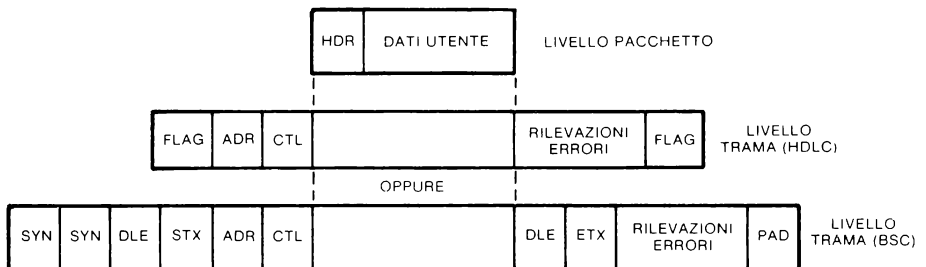 HDR DATI UTENTE LIVELLO PACCHETTO
FLAG ADR CTL RILEVAZIONI ERRORI FLAG LIVELLO TRAMA (HDLC)
OPPURE
SYN SYN DLE STX ADR CTL DLE ETX RILEVAZIONI ERRORI PAD LIVELLO TRAMA (BSC)